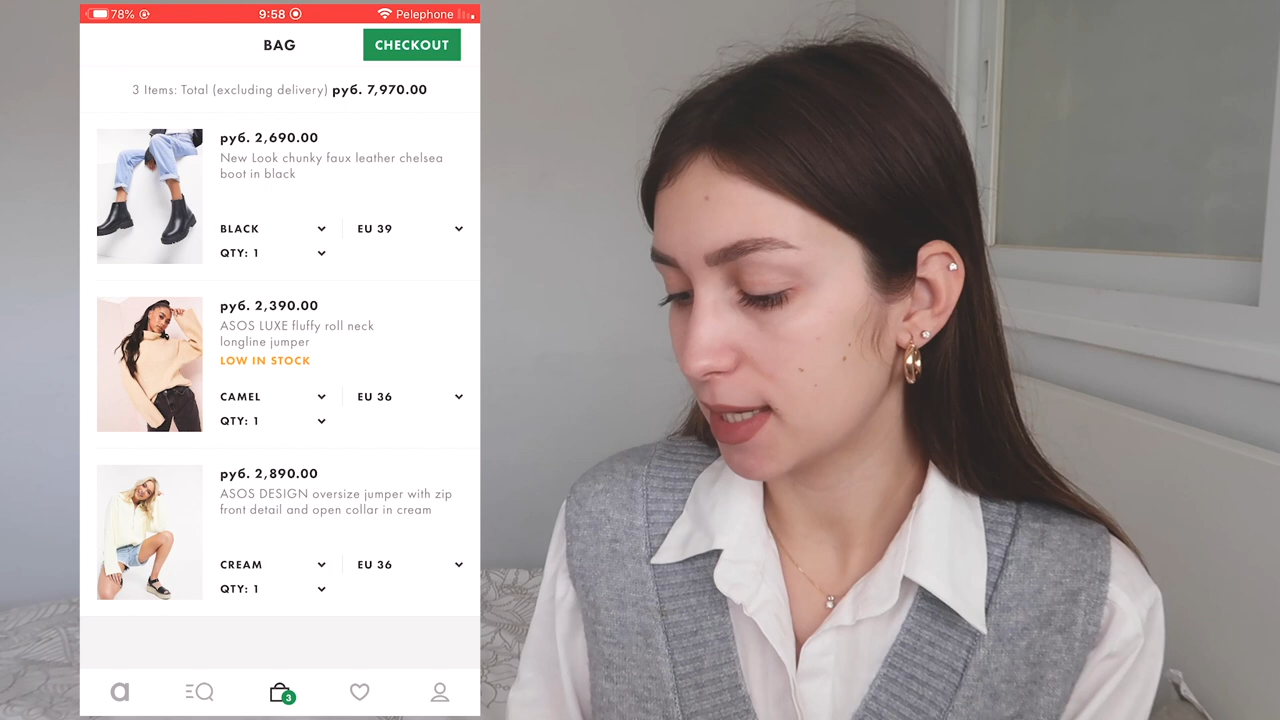 78% 9:58 Pelephone
BAG CHECKOUT
3 Items: Total (excluding delivery) руб. 7,970.00
руб. 2,690.00
New Look chunky faux leather chelsea
boot in black
BLACK EU 39
QTY: 1
руб. 2,390.00
ASOS LUXE fluffy roll neck
longline jumper
LOW IN STOCK
CAMEL EU 36
QTY: 1
руб. 2,890.00
ASOS DESIGN oversize jumper with zip
front detail and open collar in cream
CREAM EU 36
QTY: 1
a 3